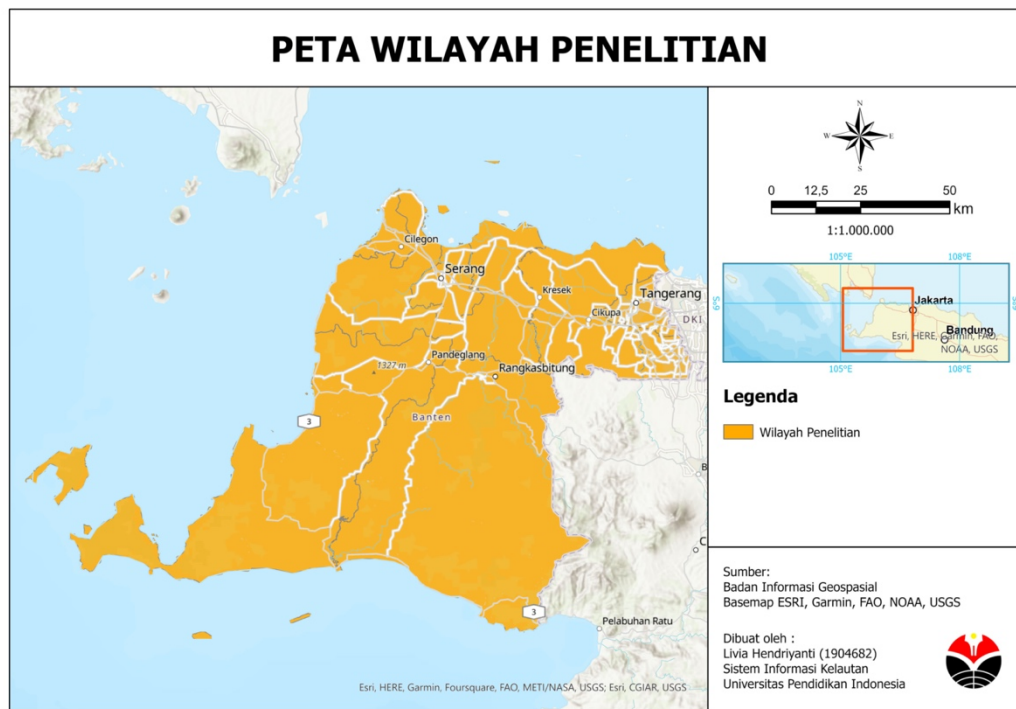 PETA WILAYAH PENELITIAN
Cilegon
Serang
Kresek
Tangerang
Cikupa
DKI
Pandeglang
1327 m
Rangkasbitung
3
Banten
B
C
3
Pelabuhan Ratu
Esri, HERE, Garmin, Foursquare, FAO, METI/NASA, USGS; Esri, CGIAR, USGS
N
W E
S
0 12,5 25 50
km
1:1.000.000
105°E 108°E
6°S 6°S
Jakarta
Bandung
Esri, HERE, Garmin, FAO,
NOAA, USGS
105°E 108°E
Legenda
Wilayah Penelitian
Sumber:
Badan Informasi Geospasial
Basemap ESRI, Garmin, FAO, NOAA, USGS
Dibuat oleh :
Livia Hendriyanti (1904682)
Sistem Informasi Kelautan
Universitas Pendidikan Indonesia